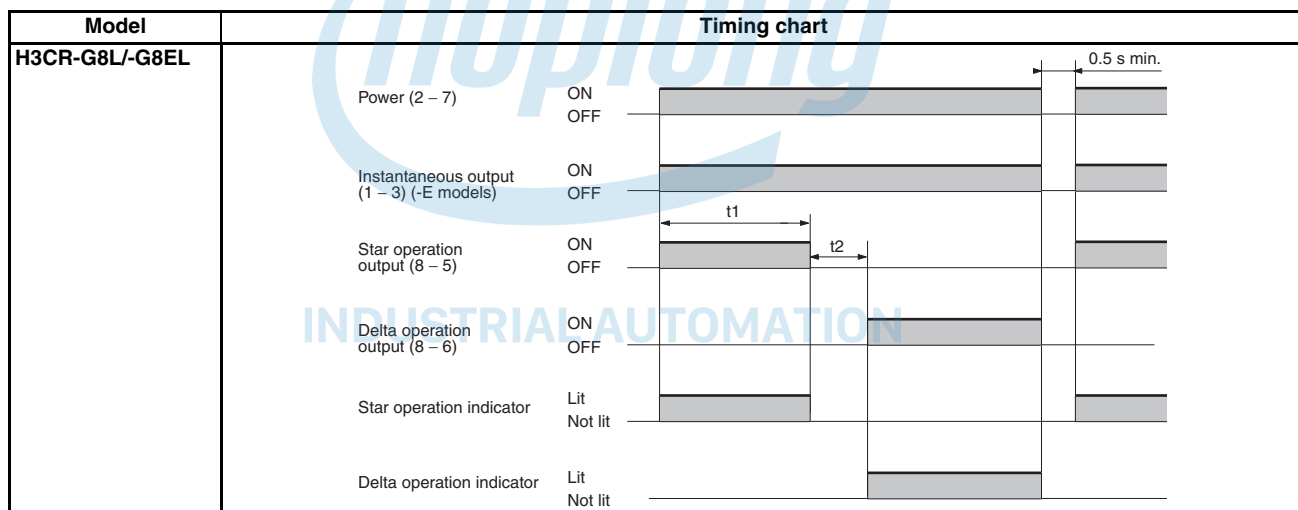 Model Timing chart
H3CR-G8L/-G8EL
0.5 s min.
Power (2 – 7) ON
OFF
Instantaneous output
(1 – 3) (-E models) ON
OFF
t1
Star operation
output (8 – 5) ON
OFF
t2
Delta operation
output (8 – 6) ON
OFF
Star operation indicator Lit
Not lit
Delta operation indicator Lit
Not lit
INDUSTRIAL AUTOMATION